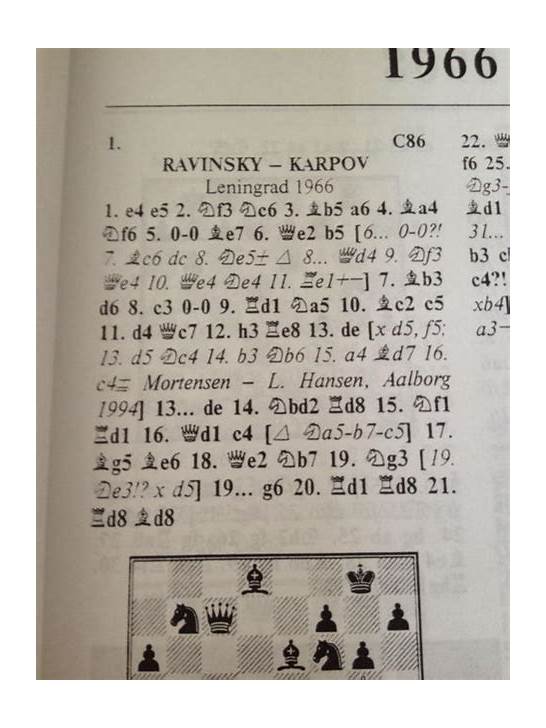 1966
1. C86
RAVINSKY – KARPOV
Leningrad 1966
1. e4 e5 2. ♘f3 ♘c6 3. ♗b5 a6 4. ♗a4
♘f6 5. 0-0 ♗e7 6. ♕e2 b5 [6... 0-0?!
7. ♗c6 dc 8. ♘e5± △ 8... ♕d4 9. ♘f3
♕e4 10. ♕e4 ♘e4 11. ♖e1+−] 7. ♗b3
d6 8. c3 0-0 9. ♖d1 ♘a5 10. ♗c2 c5
11. d4 ♕c7 12. h3 ♖e8 13. de [x d5, f5;
13. d5 ♘c4 14. b3 ♘b6 15. a4 ♗d7 16.
c4⩲ Mortensen – L. Hansen, Aalborg
1994] 13... de 14. ♘bd2 ♖d8 15. ♘f1
♖d1 16. ♕d1 c4 [△ ♘a5-b7-c5] 17.
♗g5 ♗e6 18. ♕e2 ♘b7 19. ♘g3 [19.
♘e3!? x d5] 19... g6 20. ♖d1 ♖d8 21.
♖d8 ♗d8
22. ♕
f6 25.
♘g3-
♗d1
31...
b3
c4?!
xb4]
a3−